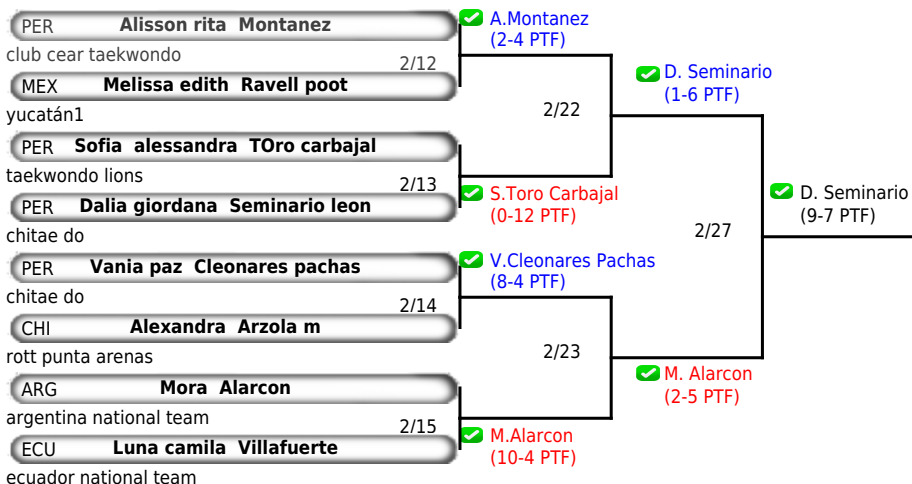 PER Alisson rita Montanez
club cear taekwondo
2/12
MEX Melissa edith Ravell poot
yucatán1
PER Sofia alessandra TOro carbajal
taekwondo lions
2/13
PER Dalia giordana Seminario leon
chitae do
PER Vania paz Cleonares pachas
chitae do
2/14
CHI Alexandra Arzola m
rott punta arenas
ARG Mora Alarcon
argentina national team
2/15
ECU Luna camila Villafuerte
ecuador national team
A.Montanez
(2-4 PTF)
2/22
S.Toro Carbajal
(0-12 PTF)
V.Cleonares Pachas
(8-4 PTF)
2/23
M.Alarcon
(10-4 PTF)
D. Seminario
(1-6 PTF)
2/27
M. Alarcon
(2-5 PTF)
D. Seminario
(9-7 PTF)